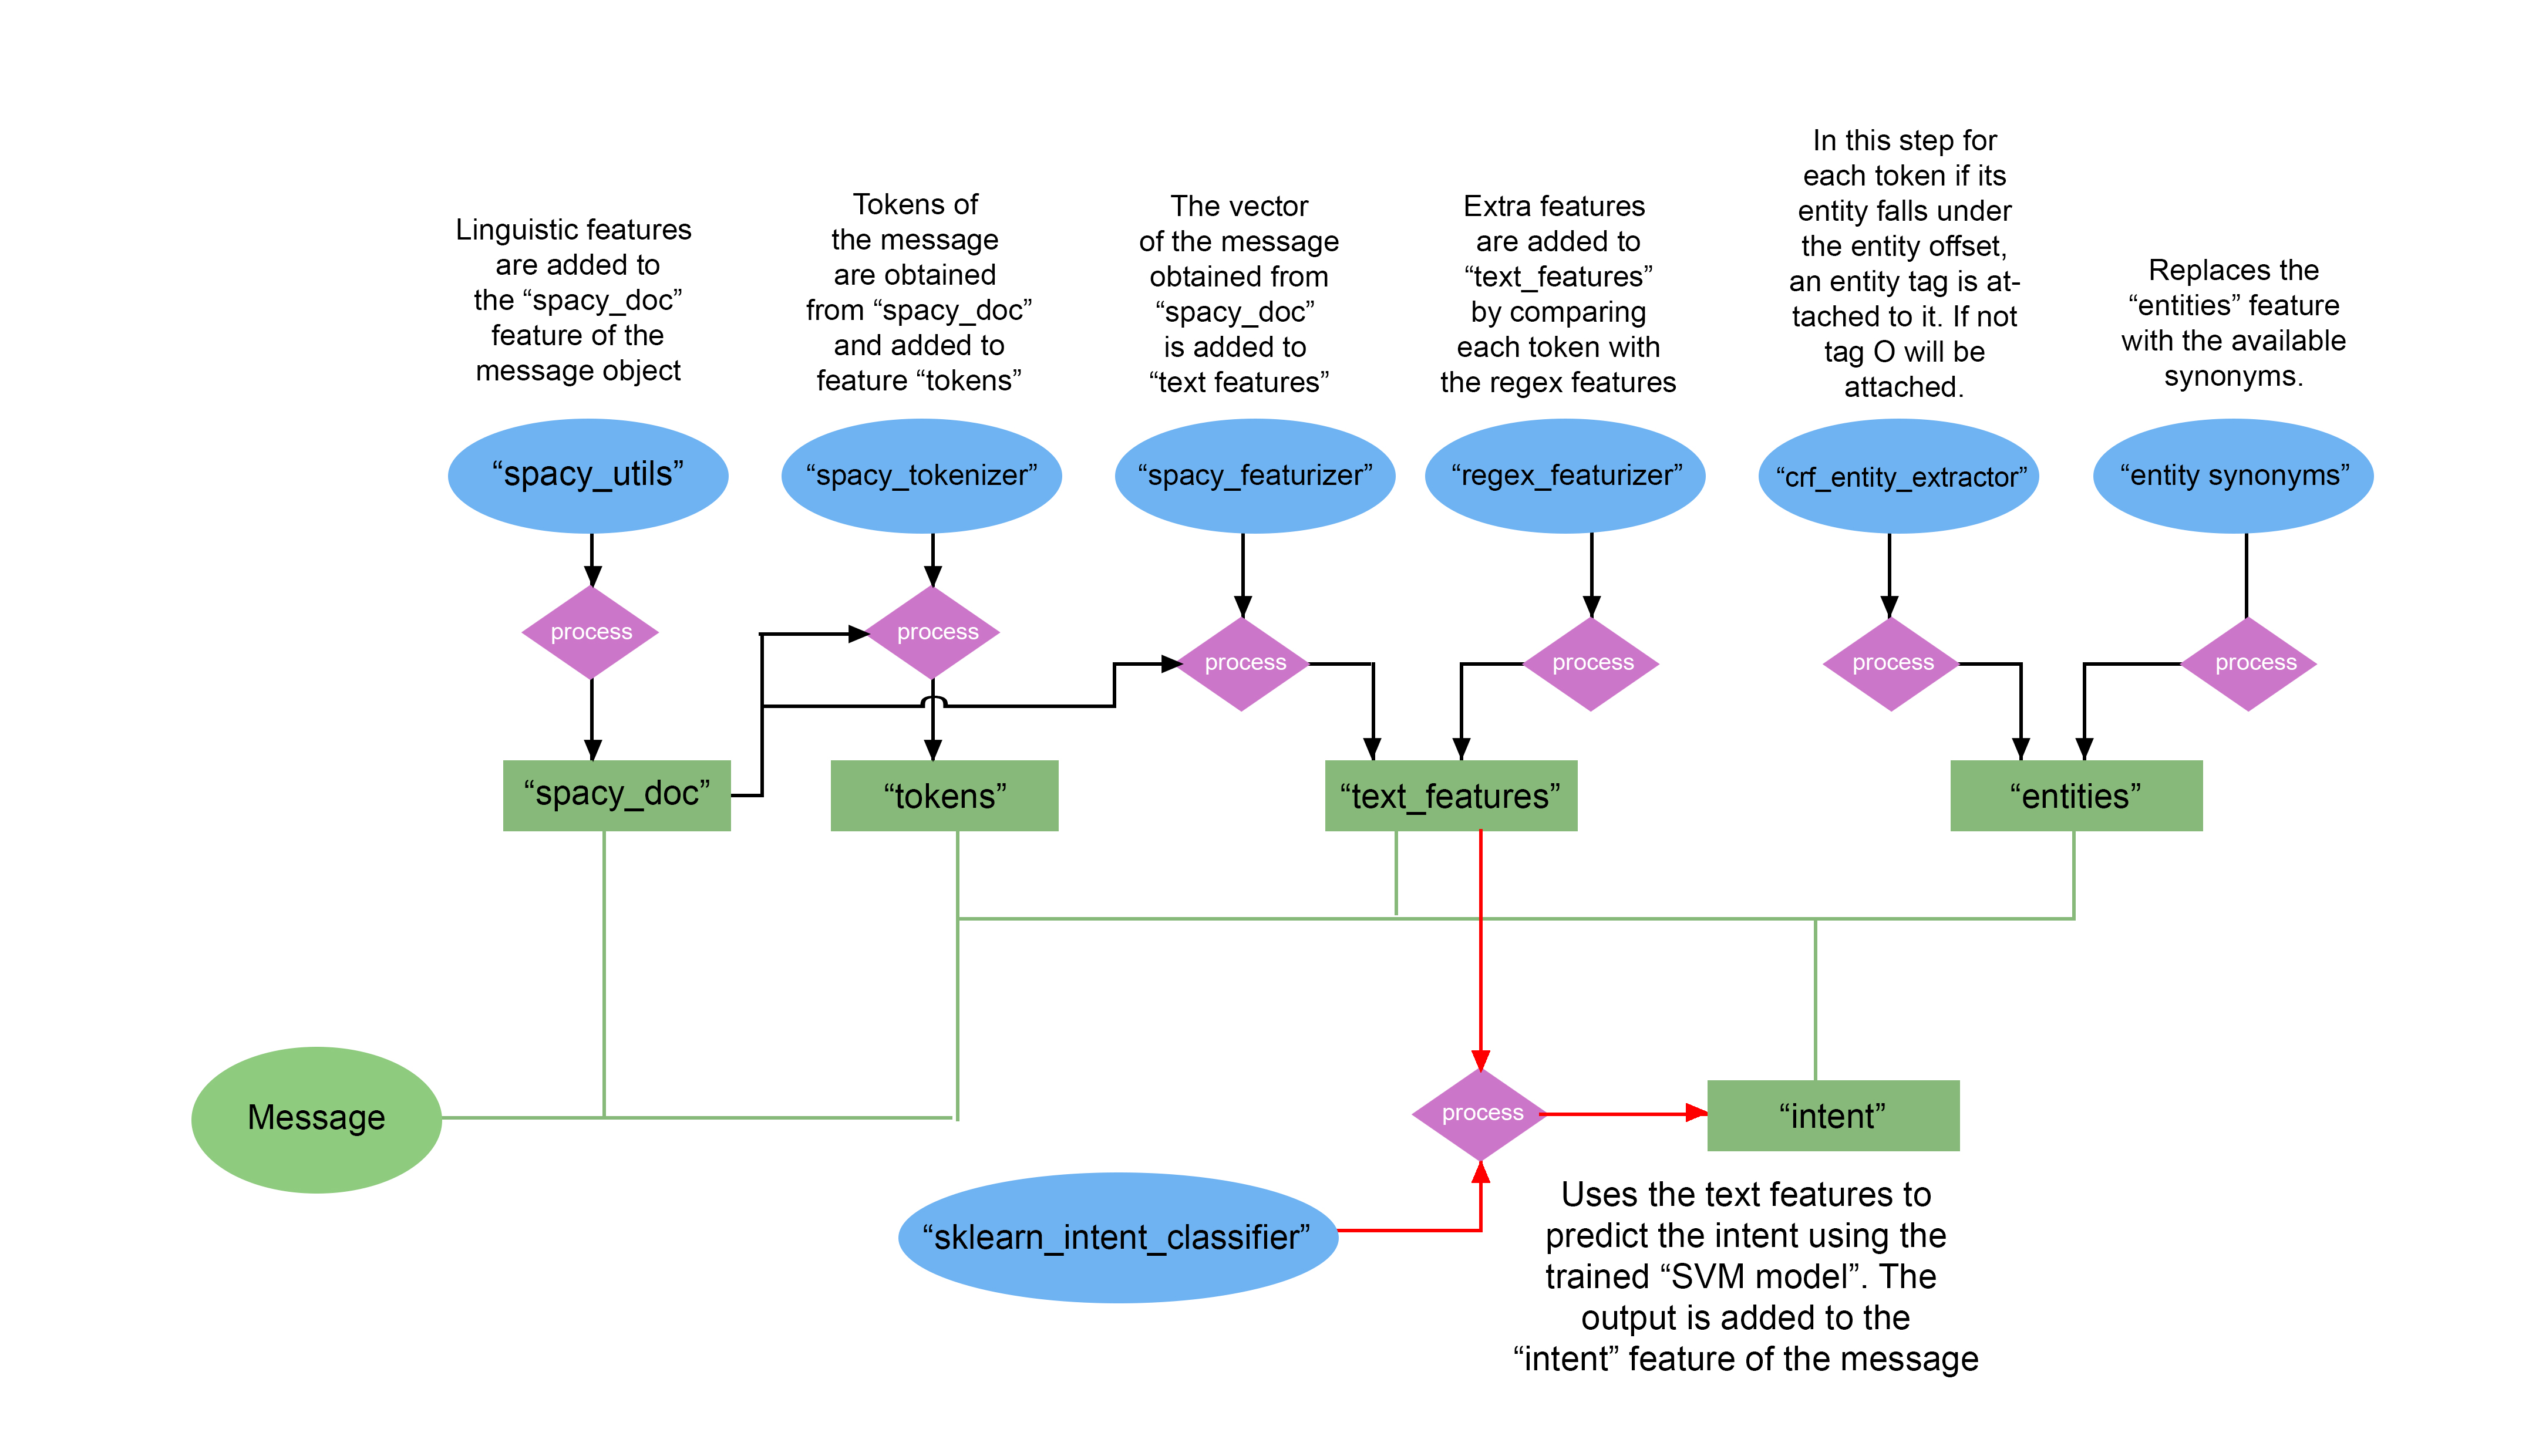 Linguistic features
are added to
the “spacy_doc”
feature of the
message object
Tokens of
the message
are obtained
from “spacy_doc”
and added to
feature “tokens”
The vector
of the message
obtained from
“spacy_doc”
is added to
“text features”
Extra features
are added to
“text_features”
by comparing
each token with
the regex features
In this step for
each token if its
entity falls under
the entity offset,
an entity tag is at-
tached to it. If not
tag O will be
attached.
Replaces the
“entities” feature
with the available
synonyms.
“spacy_utils”
“spacy_tokenizer”
“spacy_featurizer”
“regex_featurizer”
“crf_entity_extractor”
“entity synonyms”
process
process
process
process
process
process
“spacy_doc”
“tokens”
“text_features”
“entities”
Message
process
“intent”
“sklearn_intent_classifier”
Uses the text features to
predict the intent using the
trained “SVM model”. The
output is added to the
“intent” feature of the message